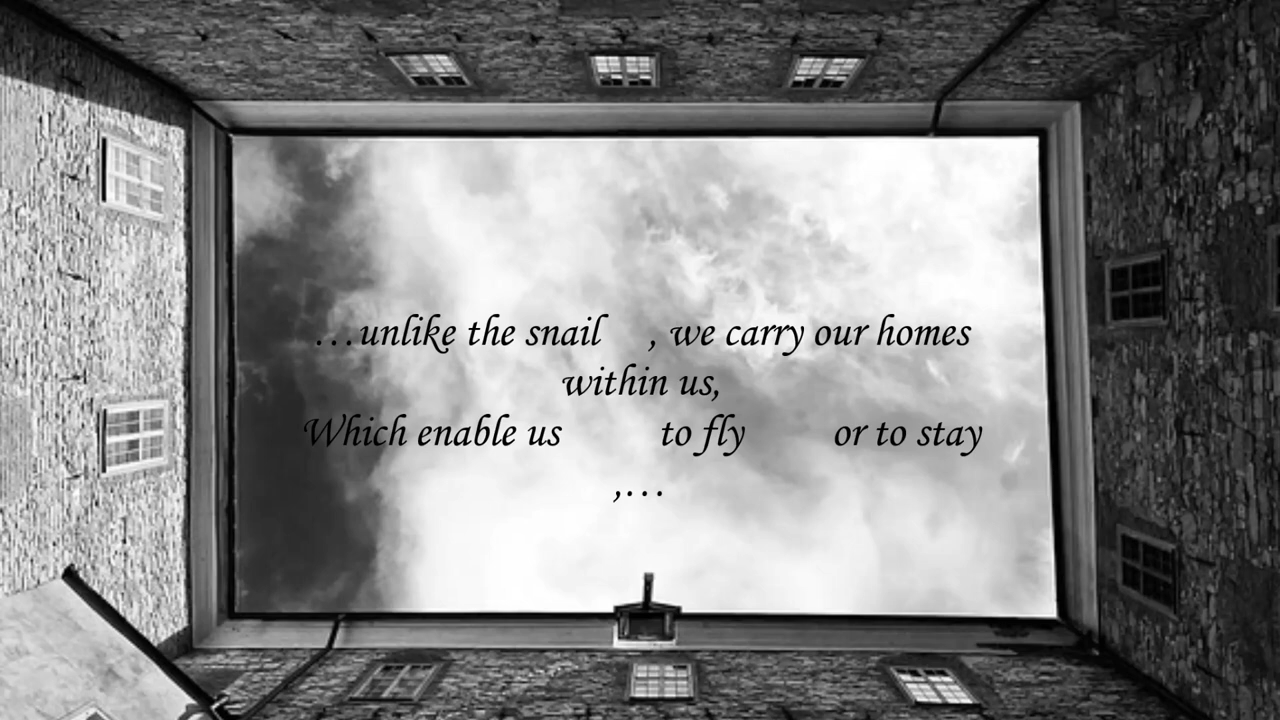 …unlike the snail , we carry our homes
within us,
Which enable us to fly or to stay
,…